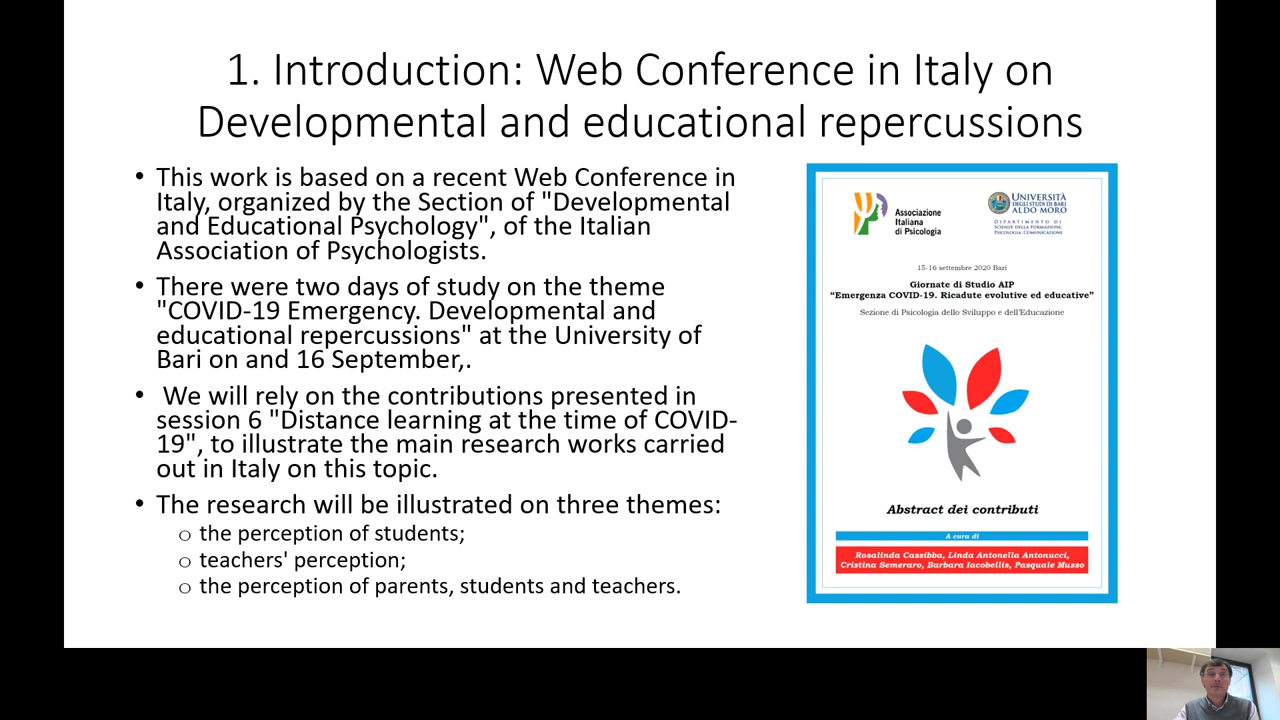 1. Introduction: Web Conference in Italy on
Developmental and educational repercussions
• This work is based on a recent Web Conference in
Italy, organized by the Section of "Developmental
and Educational Psychology", of the Italian
Association of Psychologists.
• There were two days of study on the theme
"COVID-19 Emergency. Developmental and
educational repercussions" at the University of
Bari on and 16 September,.
• We will rely on the contributions presented in
session 6 "Distance learning at the time of COVID-
19", to illustrate the main research works carried
out in Italy on this topic.
• The research will be illustrated on three themes:
o the perception of students;
o teachers' perception;
o the perception of parents, students and teachers.
Associazione
Italiana
di Psicologia
UNIVERSITÀ
DEGLI STUDI DI BARI
ALDO MORO
DIPARTIMENTO DI
SCIENZE DELLA FORMAZIONE,
PSICOLOGIA, COMUNICAZIONE
15-16 settembre 2020 Bari
Giornate di Studio AIP
"Emergenza COVID-19. Ricadute evolutive ed educative"
Sezione di Psicologia dello Sviluppo e dell'Educazione
Abstract dei contributi
A cura di
Rosalinda Cassibba, Linda Antonella Antonucci,
Cristina Semeraro, Barbara Iacobellis, Pasquale Musso